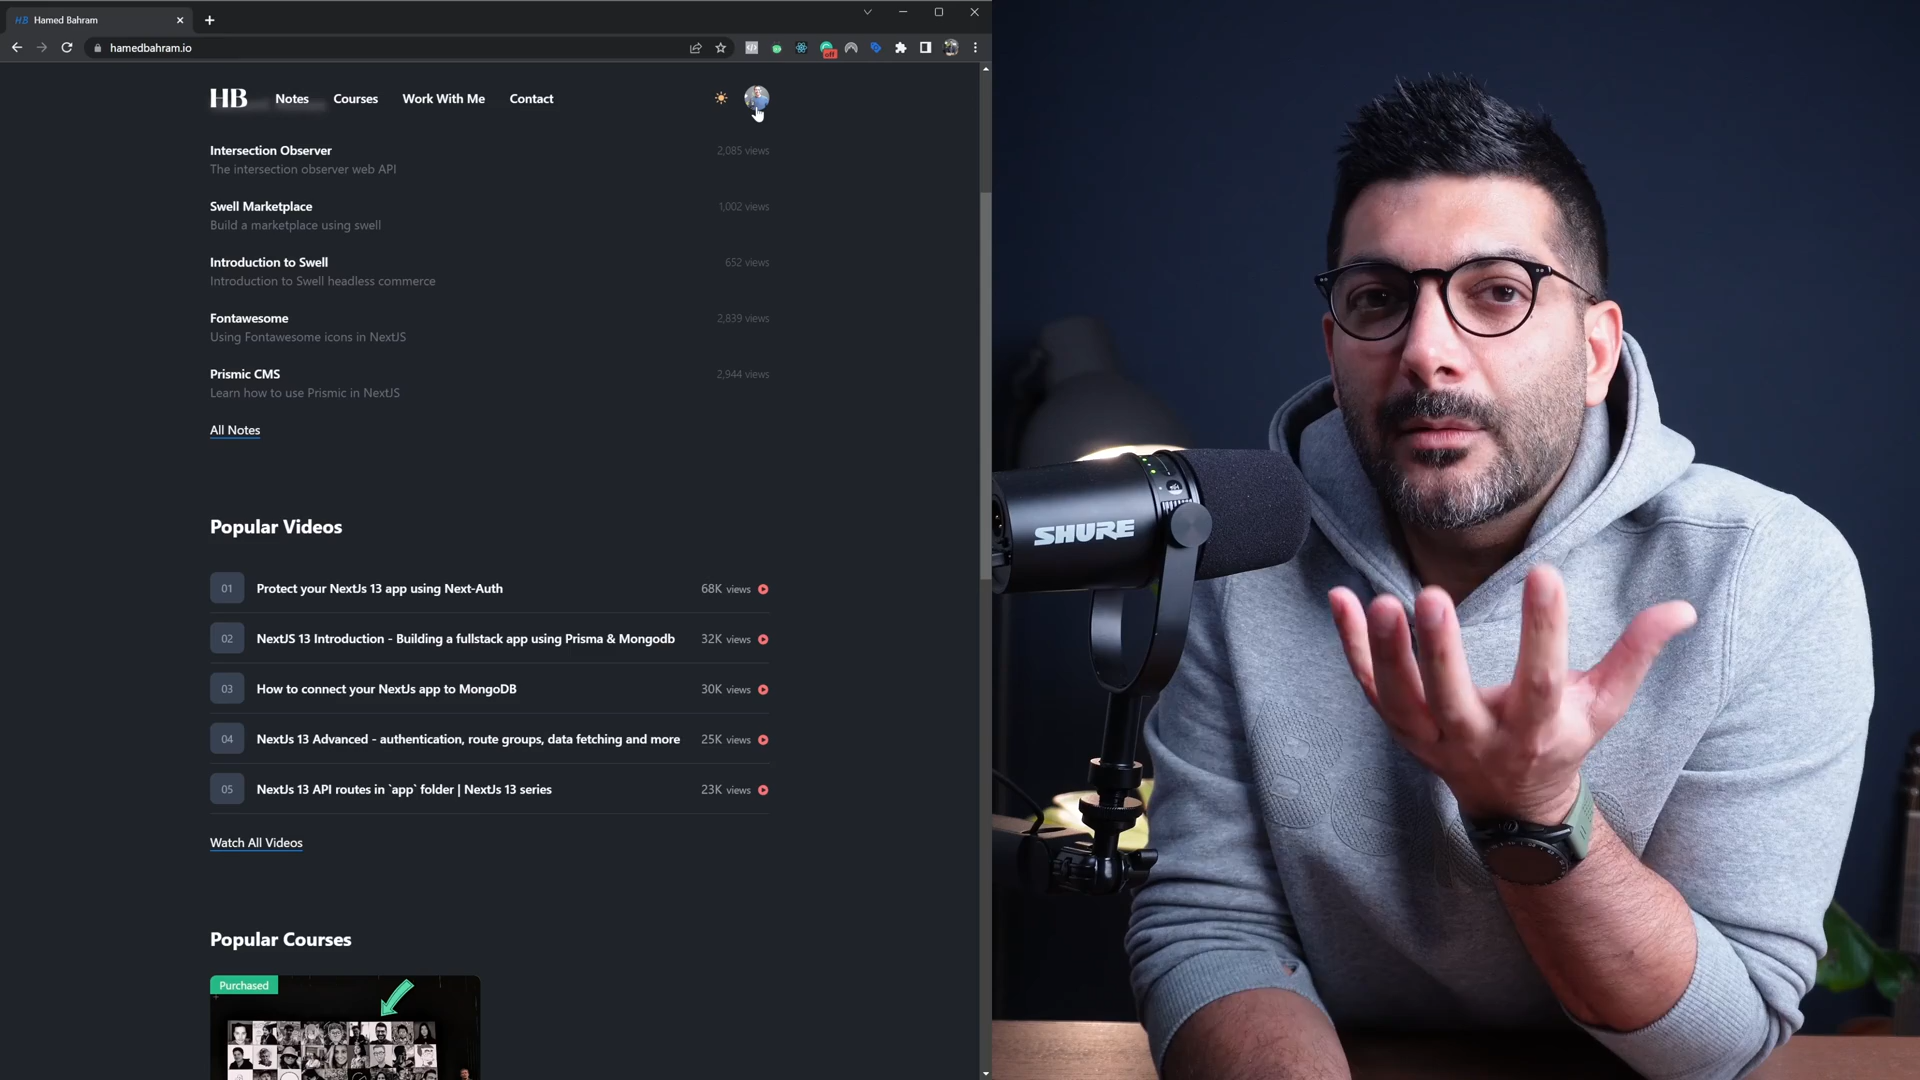 HB Hamed Bahram
hamedbahram.io
off
HB Notes Courses Work With Me Contact
Intersection Observer 2,085 views
The intersection observer web API
Swell Marketplace 1,002 views
Build a marketplace using swell
Introduction to Swell 652 views
Introduction to Swell headless commerce
Fontawesome 2,839 views
Using Fontawesome icons in NextJS
Prismic CMS 2,944 views
Learn how to use Prismic in NextJS
All Notes
Popular Videos
01 Protect your NextJs 13 app using Next-Auth 68K views
02 NextJS 13 Introduction - Building a fullstack app using Prisma & Mongodb 32K views
03 How to connect your NextJs app to MongoDB 30K views
04 NextJs 13 Advanced - authentication, route groups, data fetching and more 25K views
05 NextJs 13 API routes in `app` folder | NextJs 13 series 23K views
Watch All Videos
Popular Courses
Purchased
SHURE